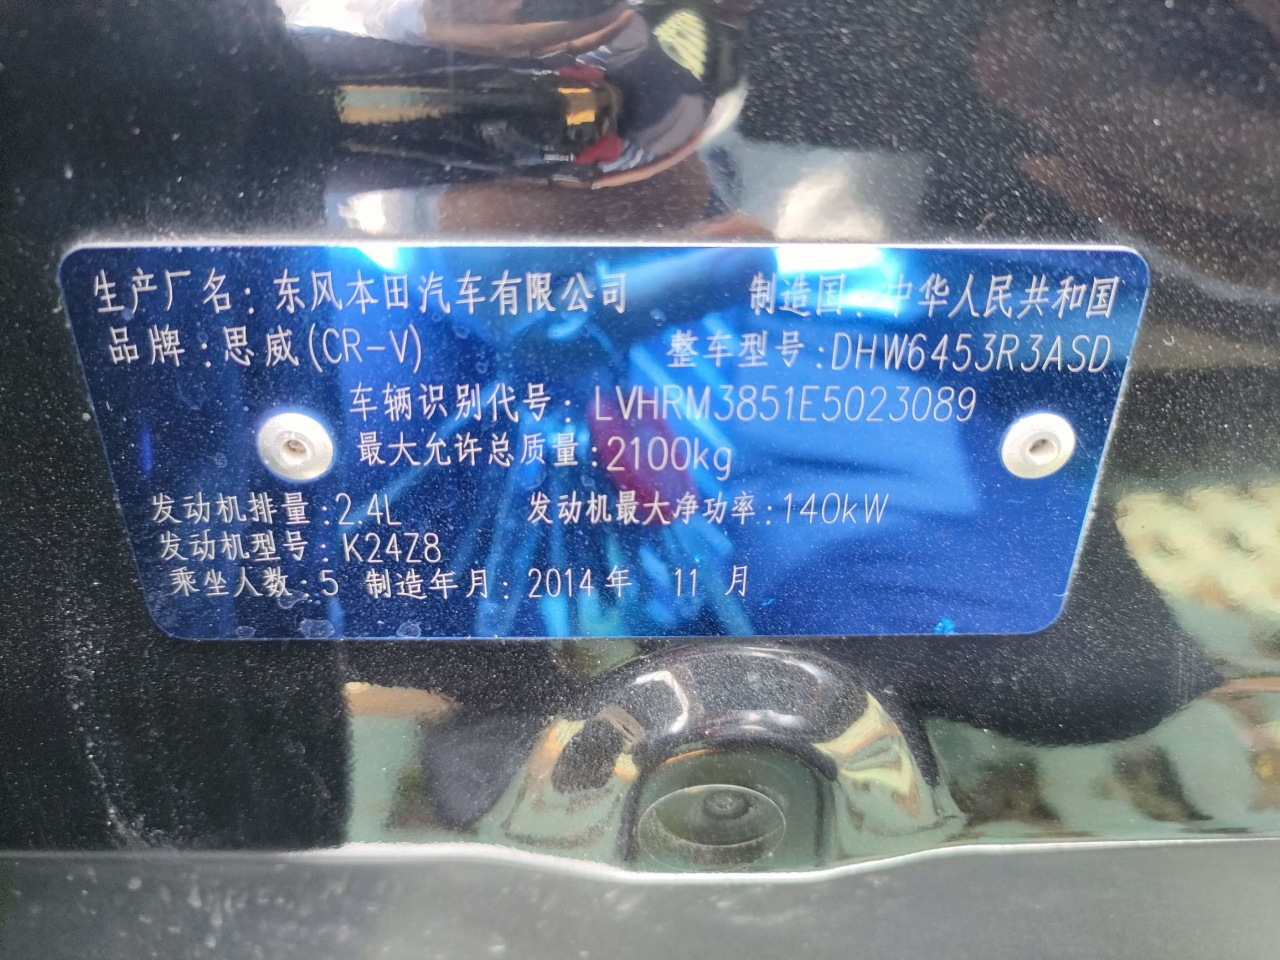 生产厂名：东风本田汽车有限公司 制造国：中华人民共和国
品牌：思威(CR-V) 整车型号：DHW6453R3ASD
车辆识别代号：LVHRM3851E5023089
最大允许总质量：2100kg
发动机排量：2.4L 发动机最大净功率：140kW
发动机型号：K24Z8
乘坐人数：5 制造年月：2014年 11 月